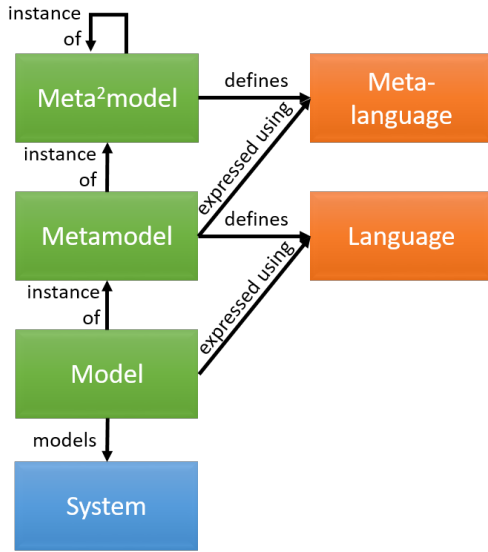 instance
of
Meta²model
defines
Meta-
language
instance
of
expressed using
Metamodel
defines
Language
instance
of
expressed using
Model
models
System